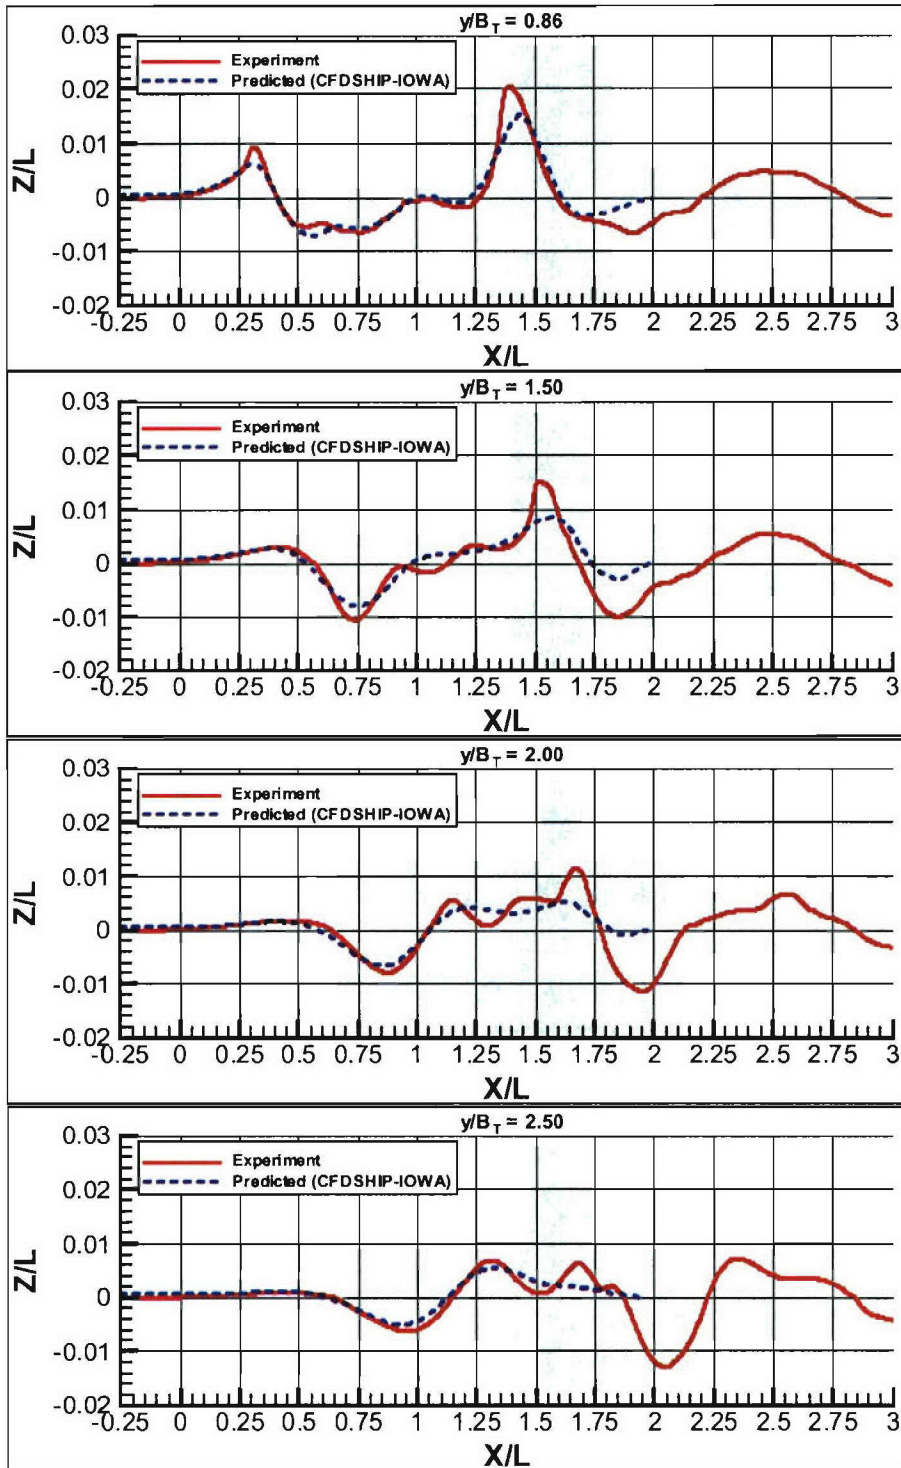 y/B_T = 0.86
0.03
0.02
0.01
0
-0.01
-0.02
Z/L
Experiment
Predicted (CFDSHIP-IOWA)
-0.25 0 0.25 0.5 0.75 1 1.25 1.5 1.75 2 2.25 2.5 2.75 3
X/L
y/B_T = 1.50
0.03
0.02
0.01
0
-0.01
-0.02
Z/L
Experiment
Predicted (CFDSHIP-IOWA)
-0.25 0 0.25 0.5 0.75 1 1.25 1.5 1.75 2 2.25 2.5 2.75 3
X/L
y/B_T = 2.00
0.03
0.02
0.01
0
-0.01
-0.02
Z/L
Experiment
Predicted (CFDSHIP-IOWA)
-0.25 0 0.25 0.5 0.75 1 1.25 1.5 1.75 2 2.25 2.5 2.75 3
X/L
y/B_T = 2.50
0.03
0.02
0.01
0
-0.01
-0.02
Z/L
Experiment
Predicted (CFDSHIP-IOWA)
-0.25 0 0.25 0.5 0.75 1 1.25 1.5 1.75 2 2.25 2.5 2.75 3
X/L